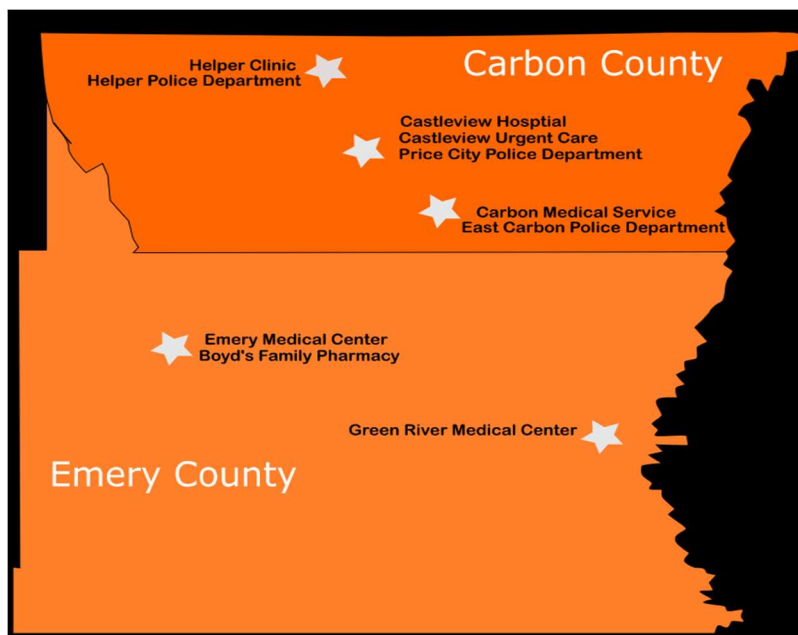 Carbon County
Helper Clinic
Helper Police Department
Castleview Hosptial
Castleview Urgent Care
Price City Police Department
Carbon Medical Service
East Carbon Police Department
Emery Medical Center
Boyd's Family Pharmacy
Green River Medical Center
Emery County